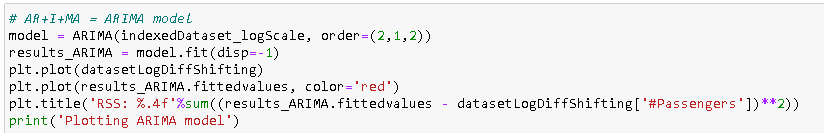 # AR+I+MA = ARIMA model
model = ARIMA(indexedDataset_logScale, order=(2,1,2))
results_ARIMA = model.fit(disp=-1)
plt.plot(datasetLogDiffShifting)
plt.plot(results_ARIMA.fittedvalues, color='red')
plt.title('RSS: %.4f'%sum((results_ARIMA.fittedvalues - datasetLogDiffShifting['#Passengers'])**2))
print('Plotting ARIMA model')